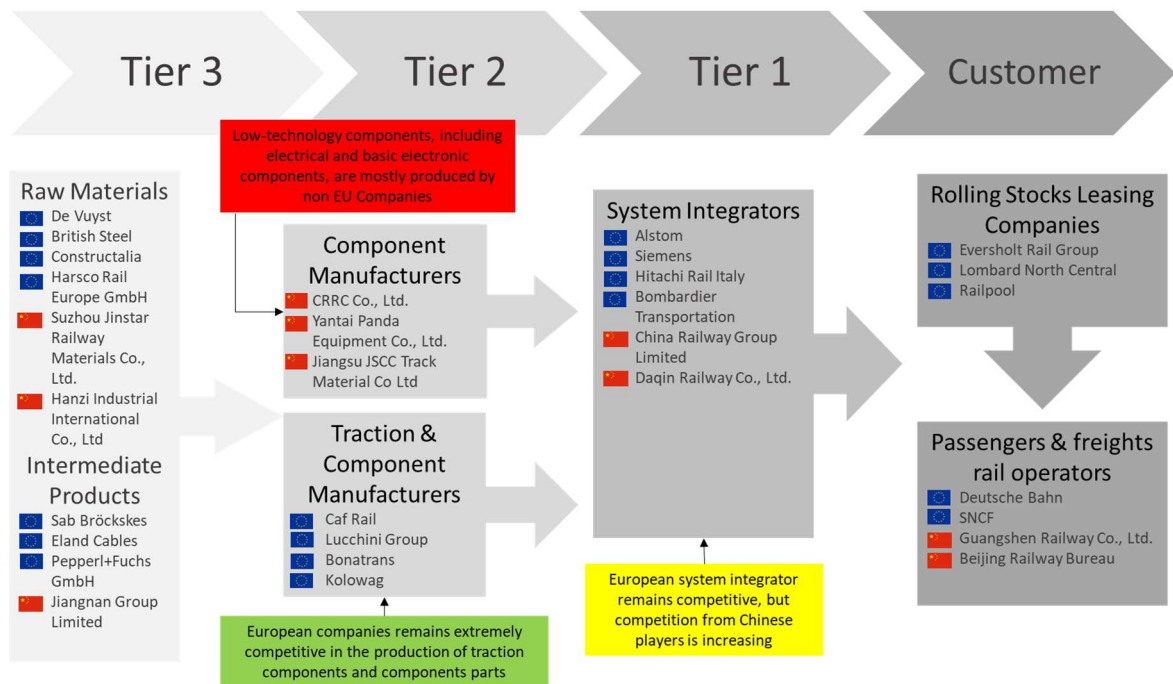 Tier 3
Tier 2
Tier 1
Customer
Low-technology components, including
electrical and basic electronic
components, are mostly produced by
non EU Companies
Raw Materials
De Vuyst
British Steel
Constructalia
Harsco Rail
Europe GmbH
Suzhou Jinstar
Railway
Materials Co.,
Ltd.
Hanzi Industrial
International
Co., Ltd
Intermediate
Products
Sab Bröckskes
Eland Cables
Pepperl+Fuchs
GmbH
Jiangnan Group
Limited
Component
Manufacturers
CRRC Co., Ltd.
Yantai Panda
Equipment Co., Ltd.
Jiangsu JSCC Track
Material Co Ltd
Traction &
Component
Manufacturers
Caf Rail
Lucchini Group
Bonatrans
Kolowag
European companies remains extremely
competitive in the production of traction
components and components parts
System Integrators
Alstom
Siemens
Hitachi Rail Italy
Bombardier
Transportation
China Railway Group
Limited
Daqin Railway Co., Ltd.
European system integrator
remains competitive, but
competition from Chinese
players is increasing
Rolling Stocks Leasing
Companies
Eversholt Rail Group
Lombard North Central
Railpool
Passengers & freights
rail operators
Deutsche Bahn
SNCF
Guangshen Railway Co., Ltd.
Beijing Railway Bureau